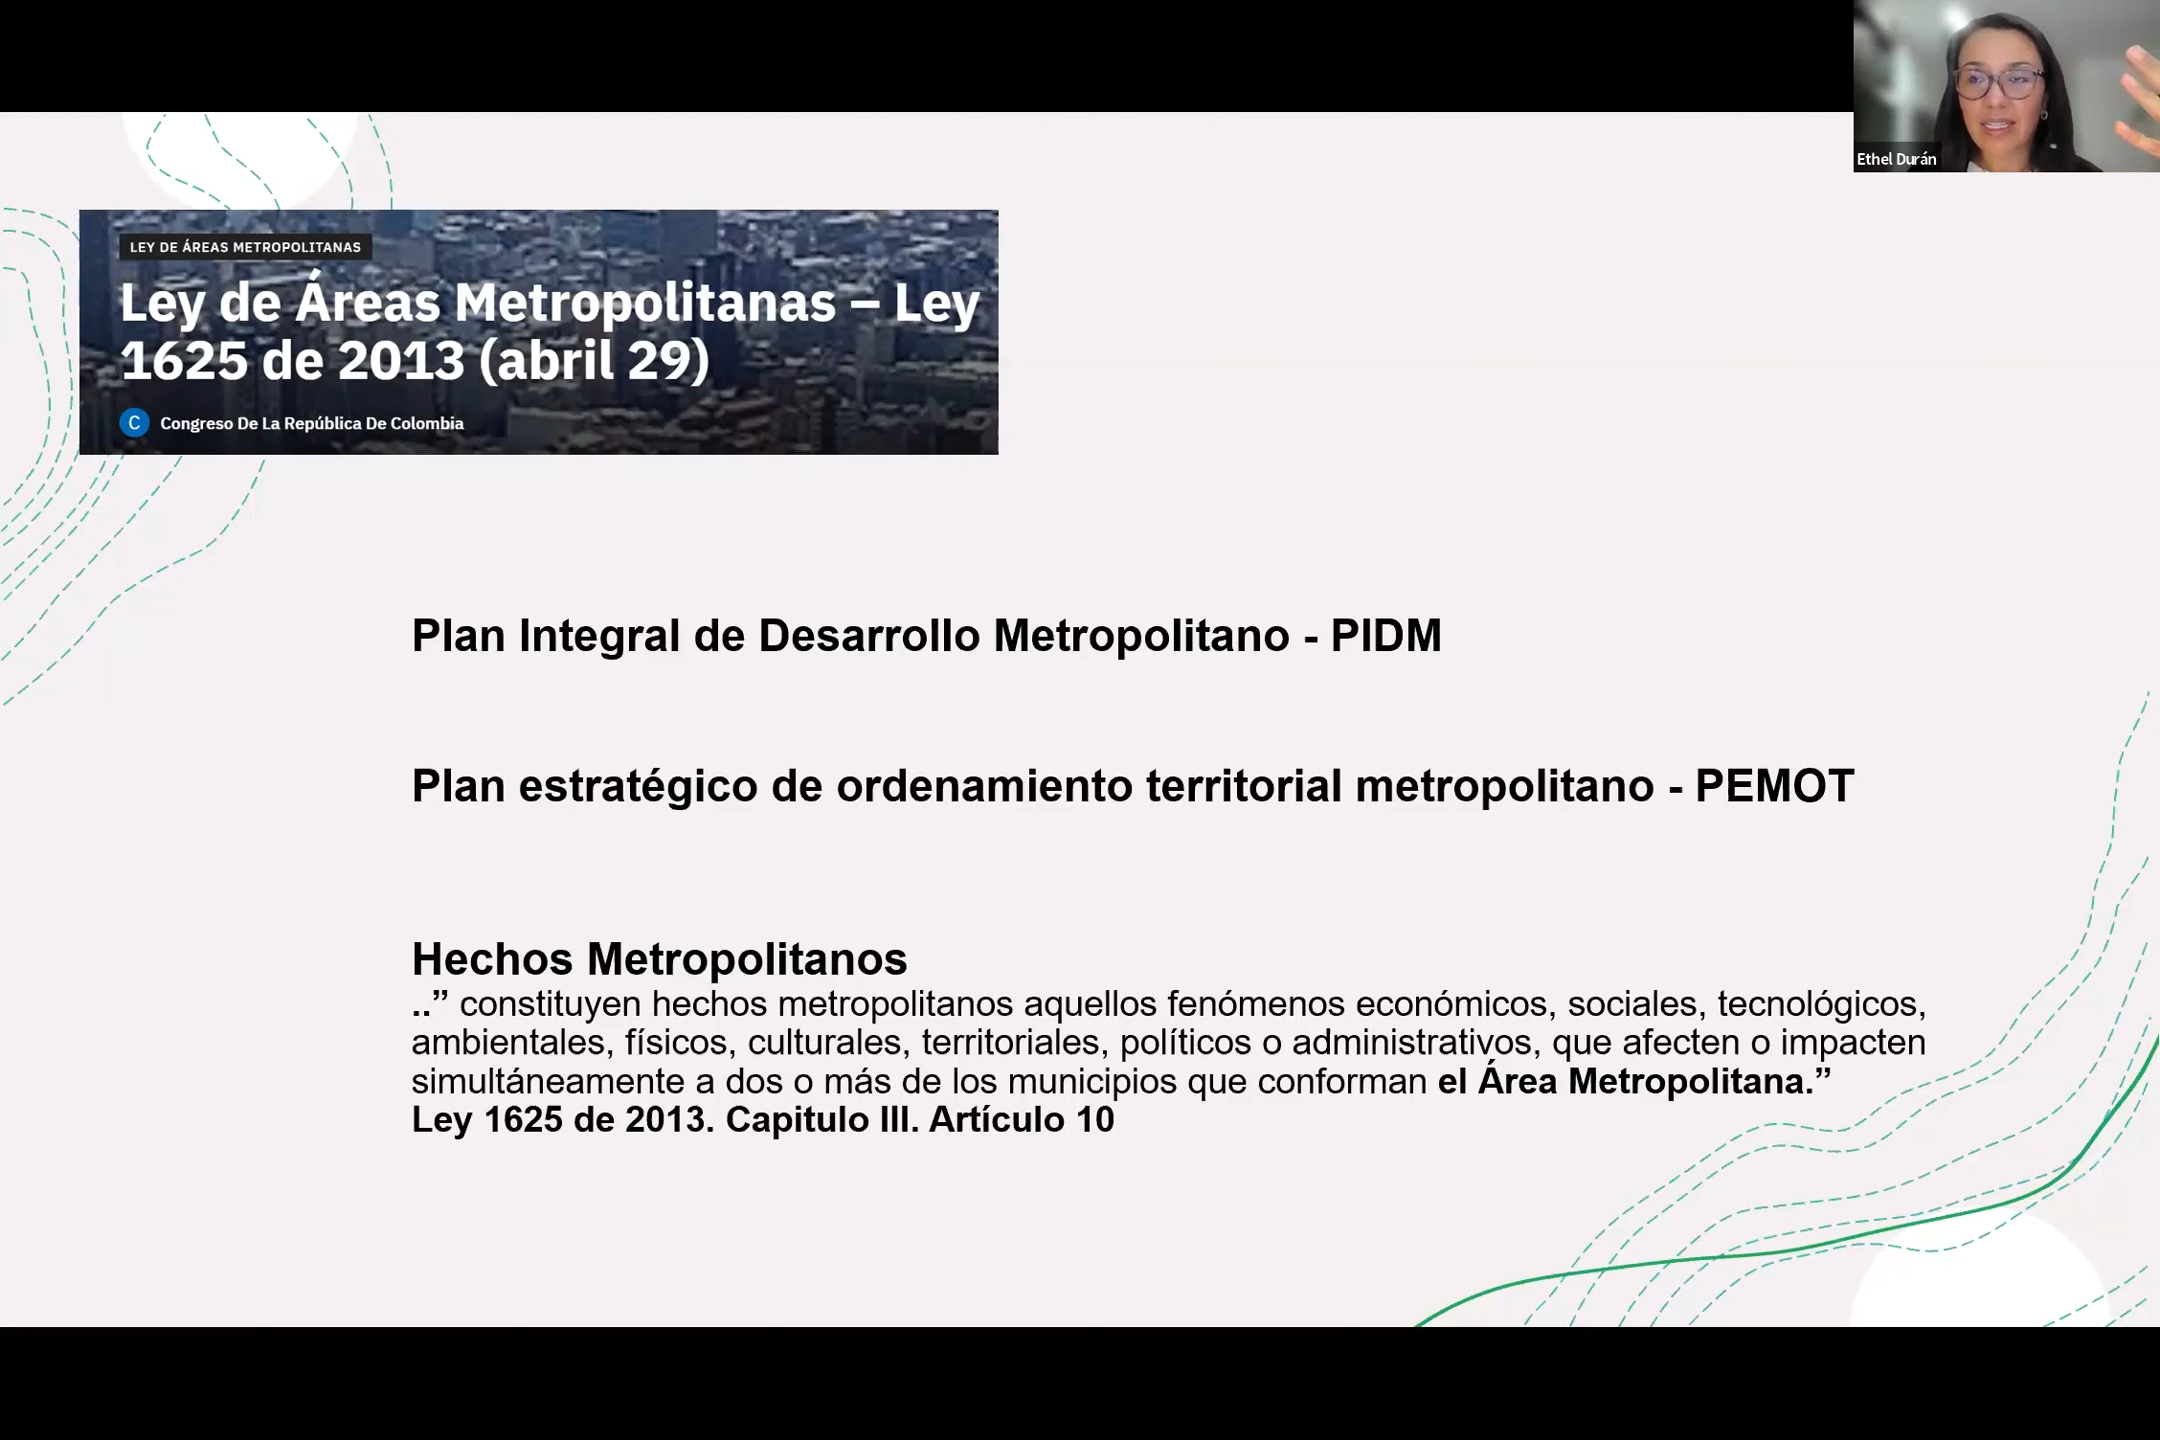 Ethel Durán
LEY DE ÁREAS METROPOLITANAS
Ley de Áreas Metropolitanas – Ley
1625 de 2013 (abril 29)
C Congreso De La República De Colombia
Plan Integral de Desarrollo Metropolitano - PIDM
Plan estratégico de ordenamiento territorial metropolitano - PEMOT
Hechos Metropolitanos
..” constituyen hechos metropolitanos aquellos fenómenos económicos, sociales, tecnológicos,
ambientales, físicos, culturales, territoriales, políticos o administrativos, que afecten o impacten
simultáneamente a dos o más de los municipios que conforman el Área Metropolitana.”
Ley 1625 de 2013. Capitulo III. Artículo 10